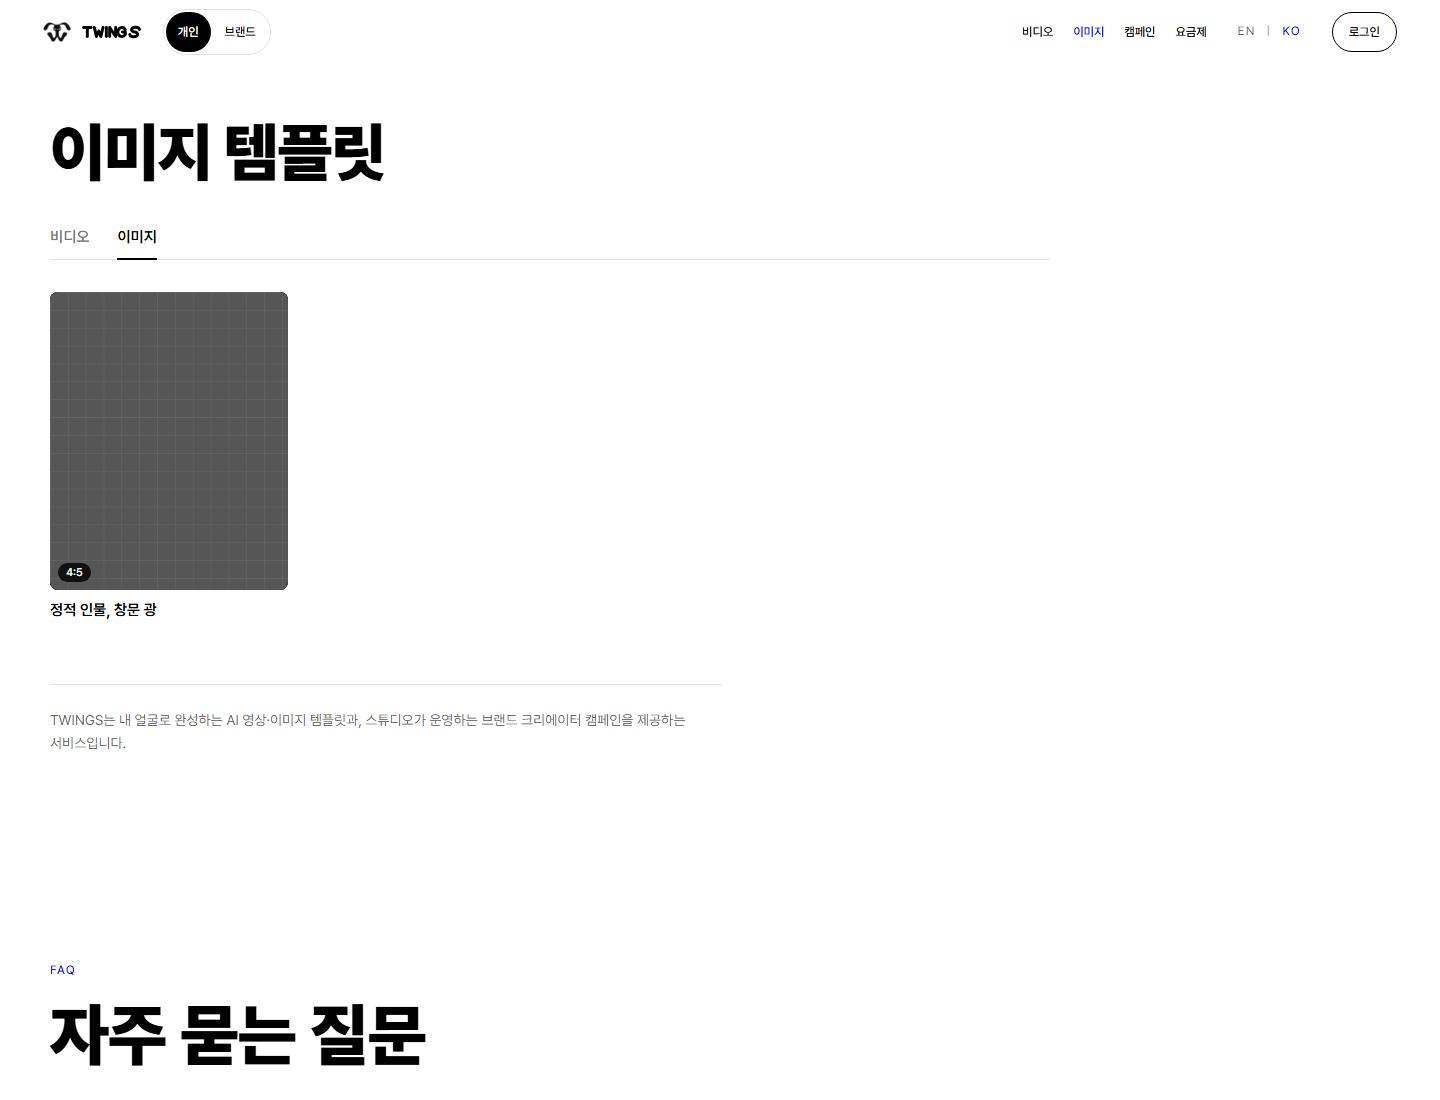 TWINGS
개인
브랜드
비디오
이미지
캠페인
요금제
EN | KO
로그인
이미지 템플릿
비디오
이미지
4:5
정적 인물, 창문 광
TWINGS는 내 얼굴로 완성하는 AI 영상·이미지 템플릿과, 스튜디오가 운영하는 브랜드 크리에이터 캠페인을 제공하는
서비스입니다.
FAQ
자주 묻는 질문